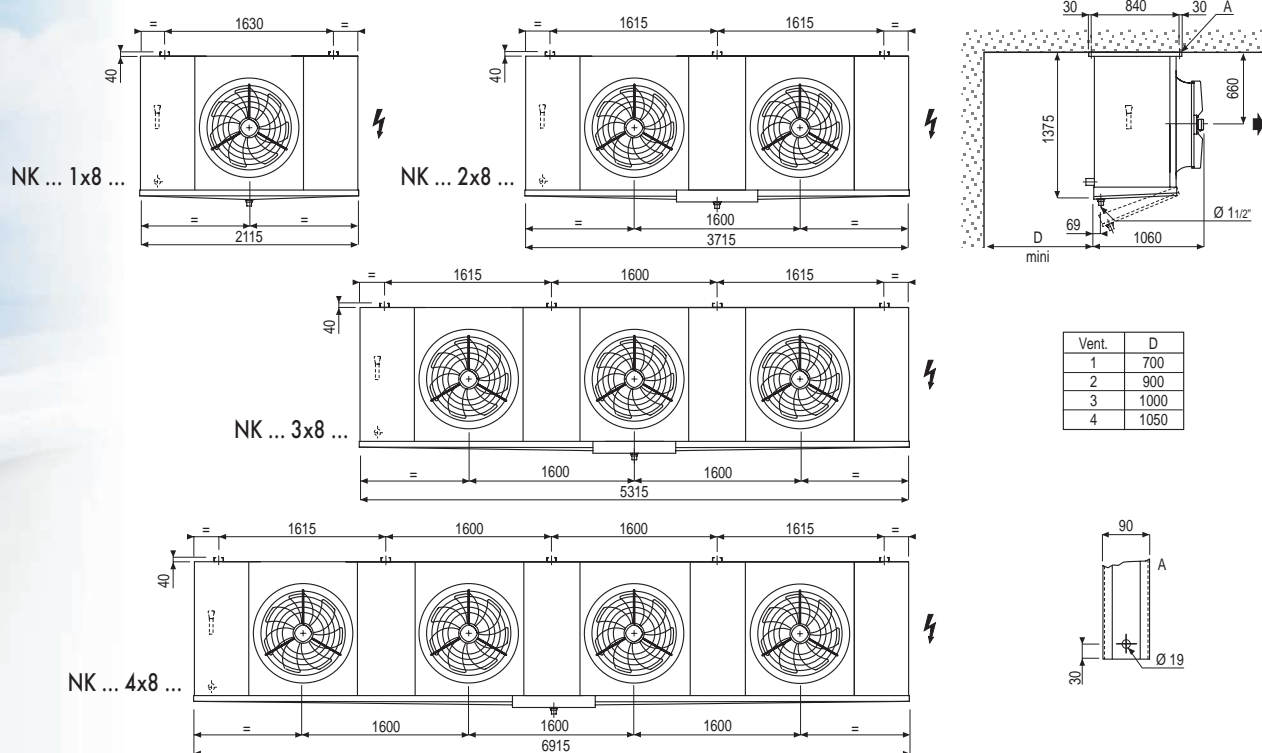 = 1630 =
40
NK ... 1x8 ...
= =
2115
= 1615 1615 =
40
NK ... 2x8 ...
= 1600 =
3715
30 840 30 A
660
1375
Ø 1 1/2"
69 1060
D
mini
= 1615 1600 1615 =
40
NK ... 3x8 ...
= 1600 1600 =
5315
Vent. D
1 700
2 900
3 1000
4 1050
= 1615 1600 1600 1615 =
40
NK ... 4x8 ...
= 1600 1600 1600 =
6915
90
A
Ø 19
30